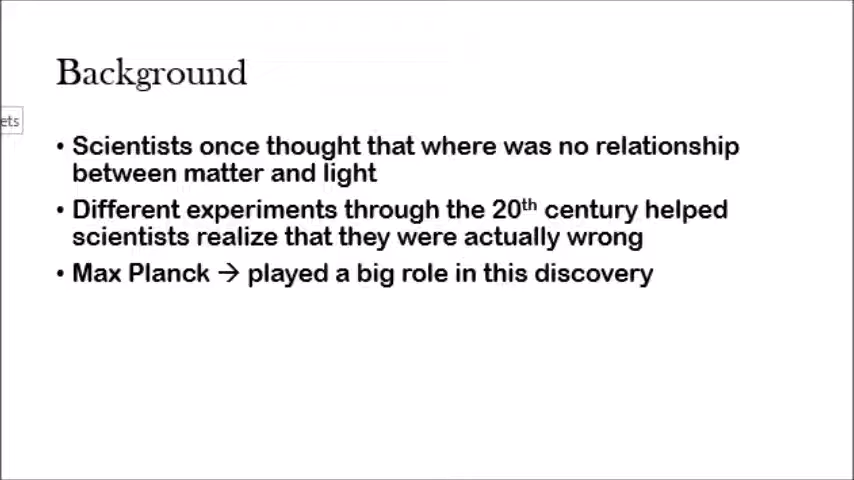 Background
ets
• Scientists once thought that where was no relationship
between matter and light
• Different experiments through the 20th century helped
scientists realize that they were actually wrong
• Max Planck → played a big role in this discovery